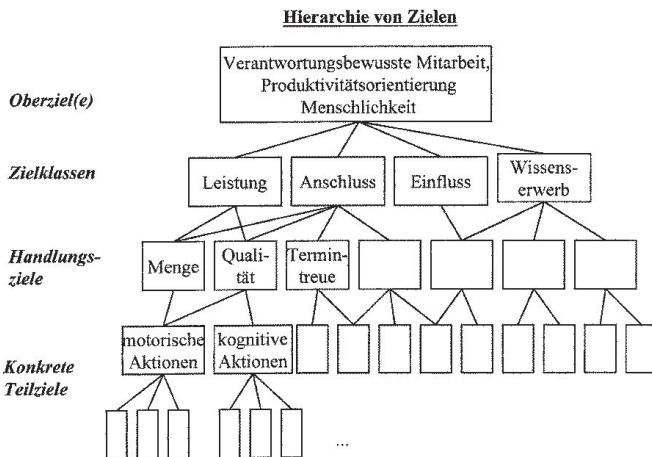 Hierarchie von Zielen
Verantwortungsbewusste Mitarbeit,
Produktivitätsorientierung
Menschlichkeit
Oberziel(e)
Zielklassen
Leistung
Anschluss
Einfluss
Wissens-
erwerb
Handlungs-
ziele
Menge
Quali-
tät
Termin-
treue
Konkrete
Teilziele
motorische
Aktionen
kognitive
Aktionen
...